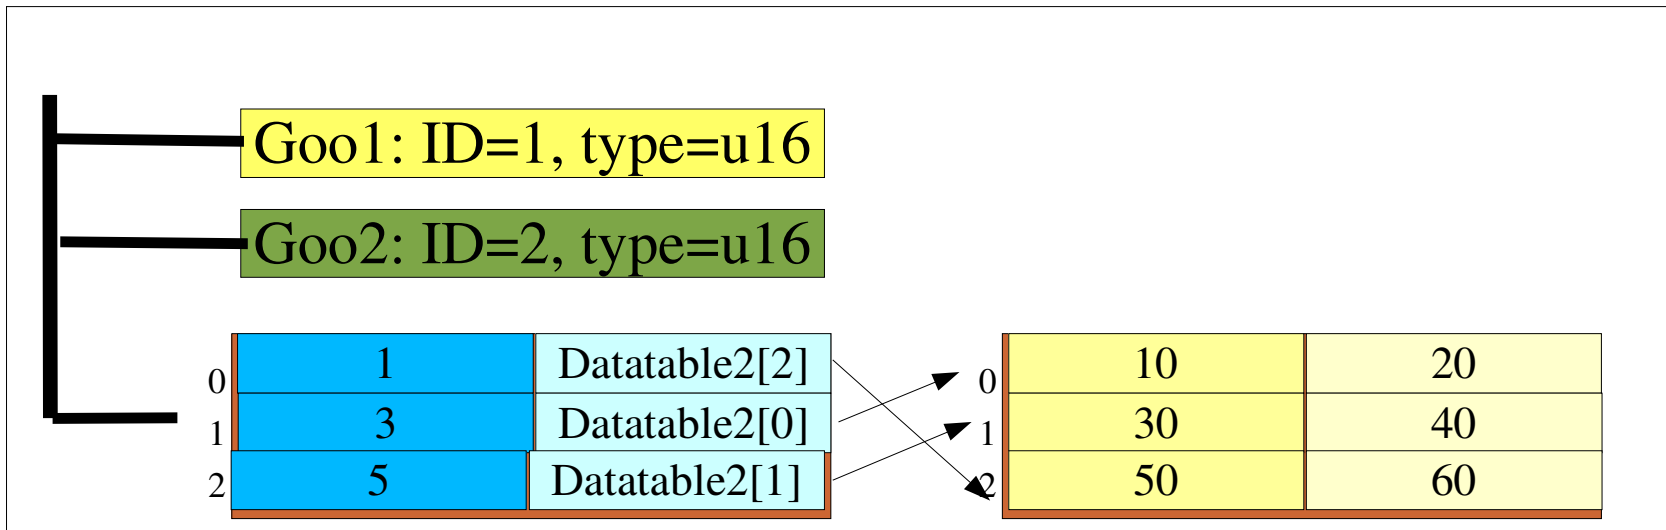 Goo1: ID=1, type=u16
Goo2: ID=2, type=u16
0 1 Datatable2[2] 0 10 20
1 3 Datatable2[0] 1 30 40
2 5 Datatable2[1] 2 50 60